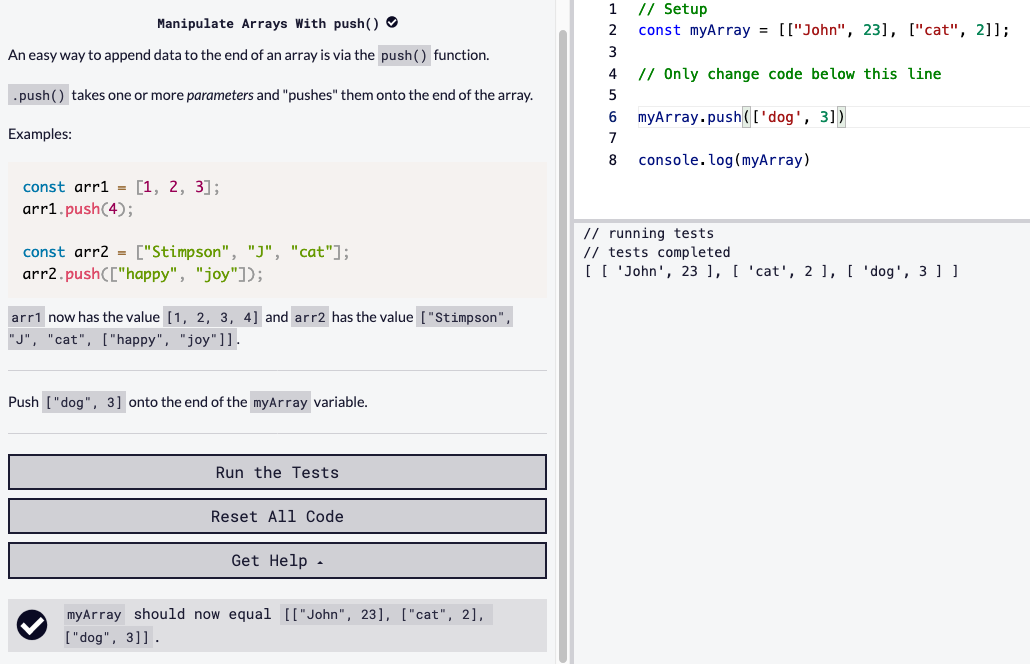 Manipulate Arrays With push()
An easy way to append data to the end of an array is via the push() function.
.push() takes one or more parameters and "pushes" them onto the end of the array.
Examples:
const arr1 = [1, 2, 3];
arr1.push(4);
const arr2 = ["Stimpson", "J", "cat"];
arr2.push(["happy", "joy"]);
arr1 now has the value [1, 2, 3, 4] and arr2 has the value ["Stimpson",
"J", "cat", ["happy", "joy"]].
Push ["dog", 3] onto the end of the myArray variable.
Run the Tests
Reset All Code
Get Help
myArray should now equal [["John", 23], ["cat", 2],
["dog", 3]].
1 // Setup
2 const myArray = [["John", 23], ["cat", 2]];
3
4 // Only change code below this line
5
6 myArray.push(['dog', 3])
7
8 console.log(myArray)
// running tests
// tests completed
[ [ 'John', 23 ], [ 'cat', 2 ], [ 'dog', 3 ] ]